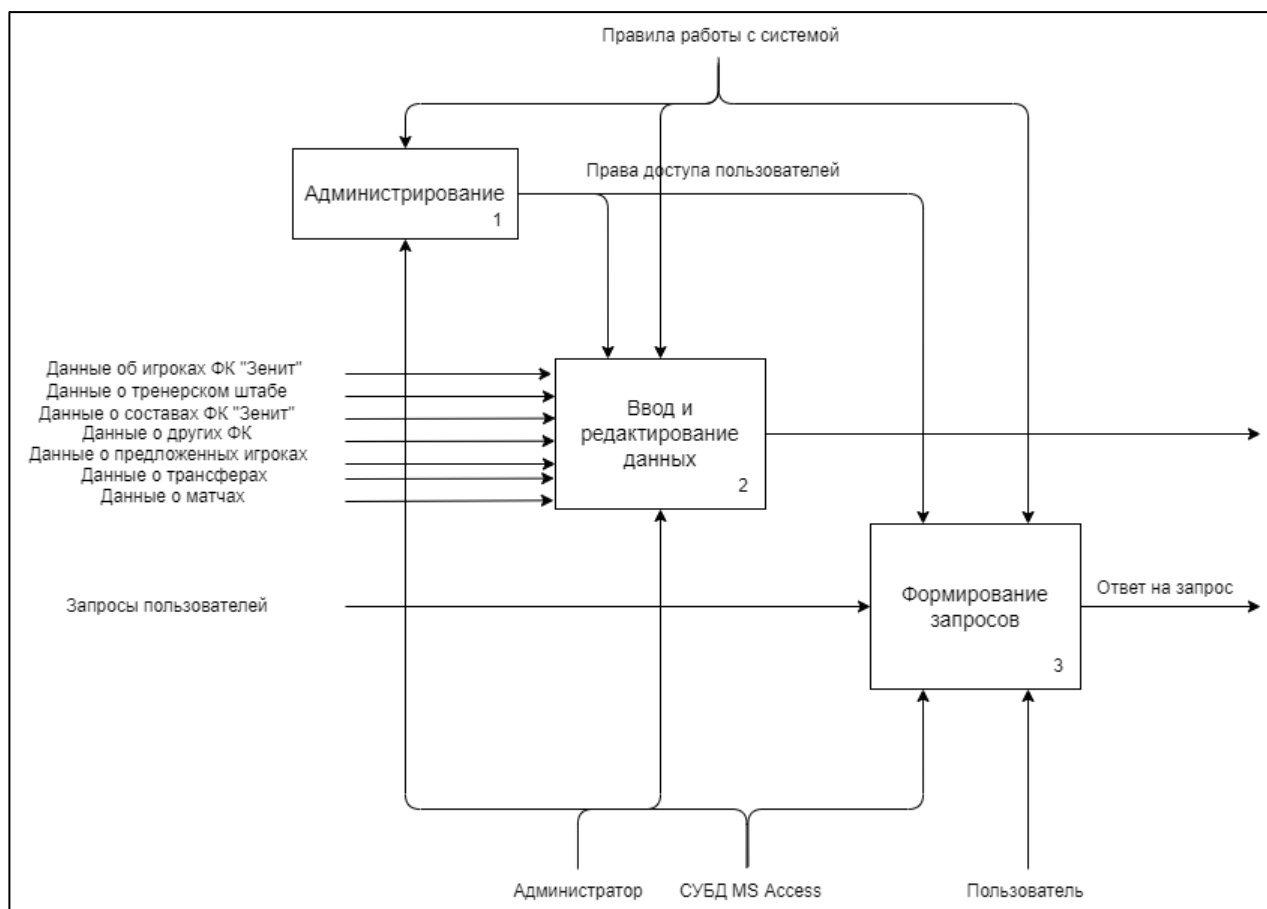 Правила работы с системой
Администрирование
1
Права доступа пользователей
Данные об игроках ФК "Зенит"
Данные о тренерском штабе
Данные о составах ФК "Зенит"
Данные о других ФК
Данные о предложенных игроках
Данные о трансферах
Данные о матчах
Ввод и
редактирование
данных
2
Запросы пользователей
Формирование
запросов
3
Ответ на запрос
Администратор
СУБД MS Access
Пользователь